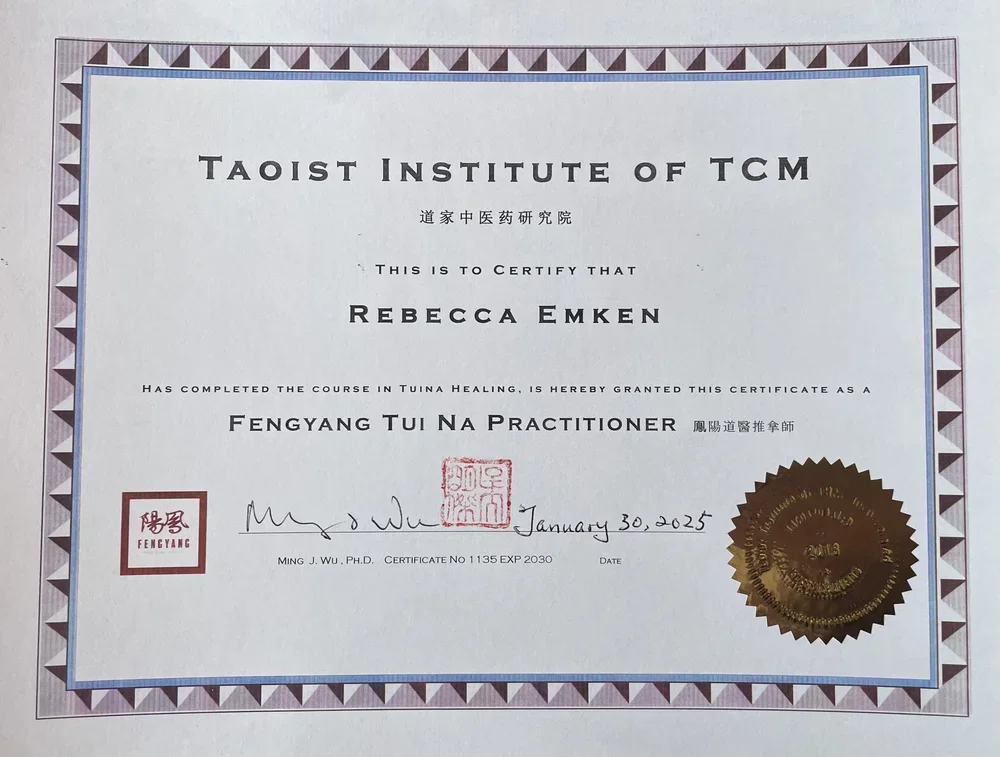 TAOIST INSTITUTE OF TCM
道家中医药研究院
THIS IS TO CERTIFY THAT
REBECCA EMKEN
HAS COMPLETED THE COURSE IN TUINA HEALING, IS HEREBY GRANTED THIS CERTIFICATE AS A
FENGYANG TUI NA PRACTITIONER 鳳陽道醫推拿師
陽鳳
FENGYANG
Ming J Wu January 30, 2025
MING J. WU, PH.D. CERTIFICATE NO 1135 EXP 2030 DATE
2013